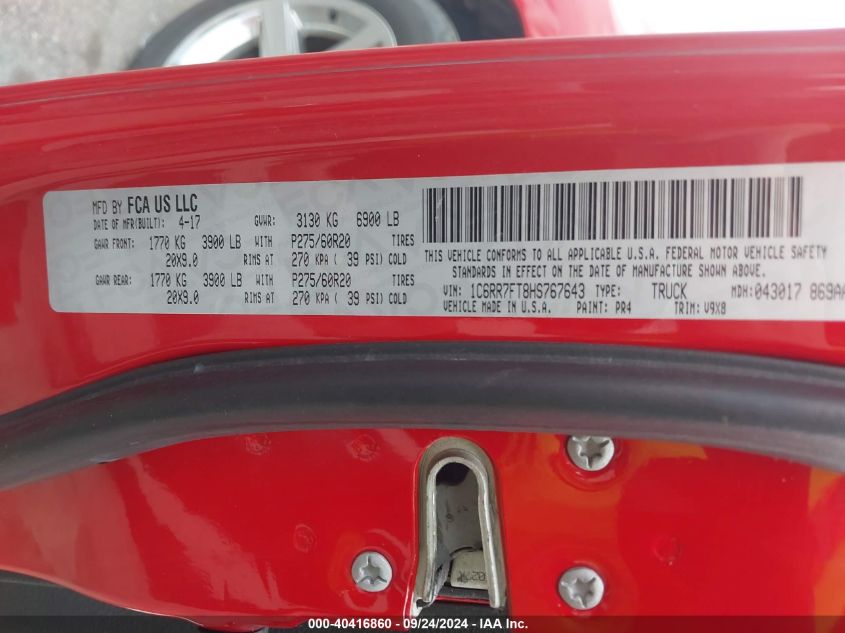 MFD BY FCA US LLC
DATE OF MFR(BUILT): 4-17 GVWR: 3130 KG 6900 LB
GAWR FRONT: 1770 KG 3900 LB WITH P275/60R20 TIRES
20X9.0 RIMS AT 270 KPA ( 39 PSI) COLD
GAWR REAR: 1770 KG 3900 LB WITH P275/60R20 TIRES
20X9.0 RIMS AT 270 KPA ( 39 PSI) COLD
THIS VEHICLE CONFORMS TO ALL APPLICABLE U.S.A. FEDERAL MOTOR VEHICLE SAFETY
STANDARDS IN EFFECT ON THE DATE OF MANUFACTURE SHOWN ABOVE.
VIN: 1C6RR7FT8HS767643 TYPE: TRUCK MDH: 043017 869AA
VEHICLE MADE IN U.S.A. PAINT: PR4 TRIM: V9X8
000-40416860 - 09/24/2024 - IAA Inc.